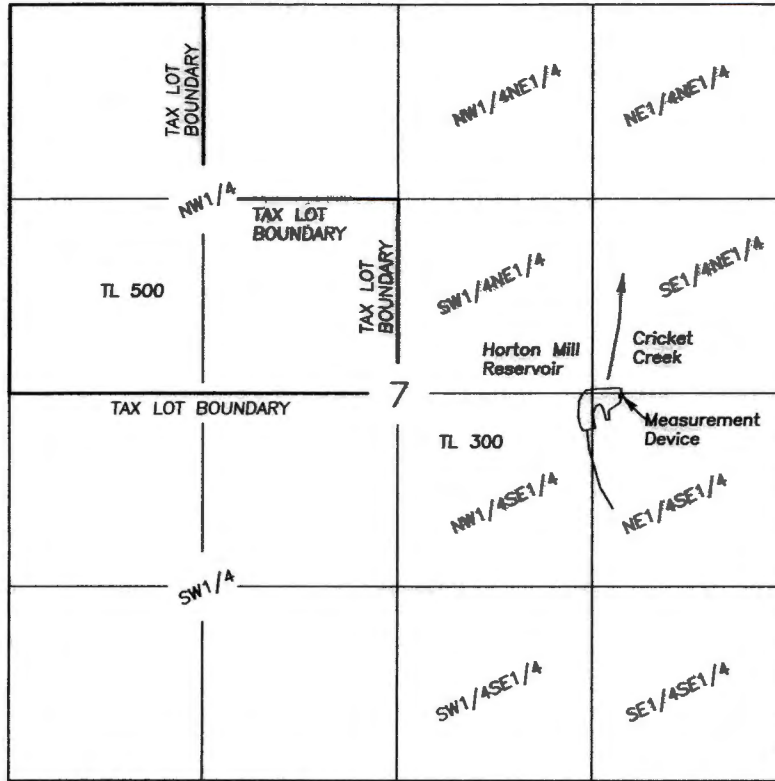 TAX LOT
BOUNDARY
NW1/4NE1/4
NE1/4NE1/4
NW1/4
TAX LOT
BOUNDARY
TL 500
TAX LOT
BOUNDARY
SW1/4NE1/4
SE1/4NE1/4
Horton Mill
Reservoir
Cricket
Creek
7
TAX LOT BOUNDARY
TL 300
Measurement
Device
NW1/4SE1/4
NE1/4SE1/4
SW1/4
SW1/4SE1/4
SE1/4SE1/4